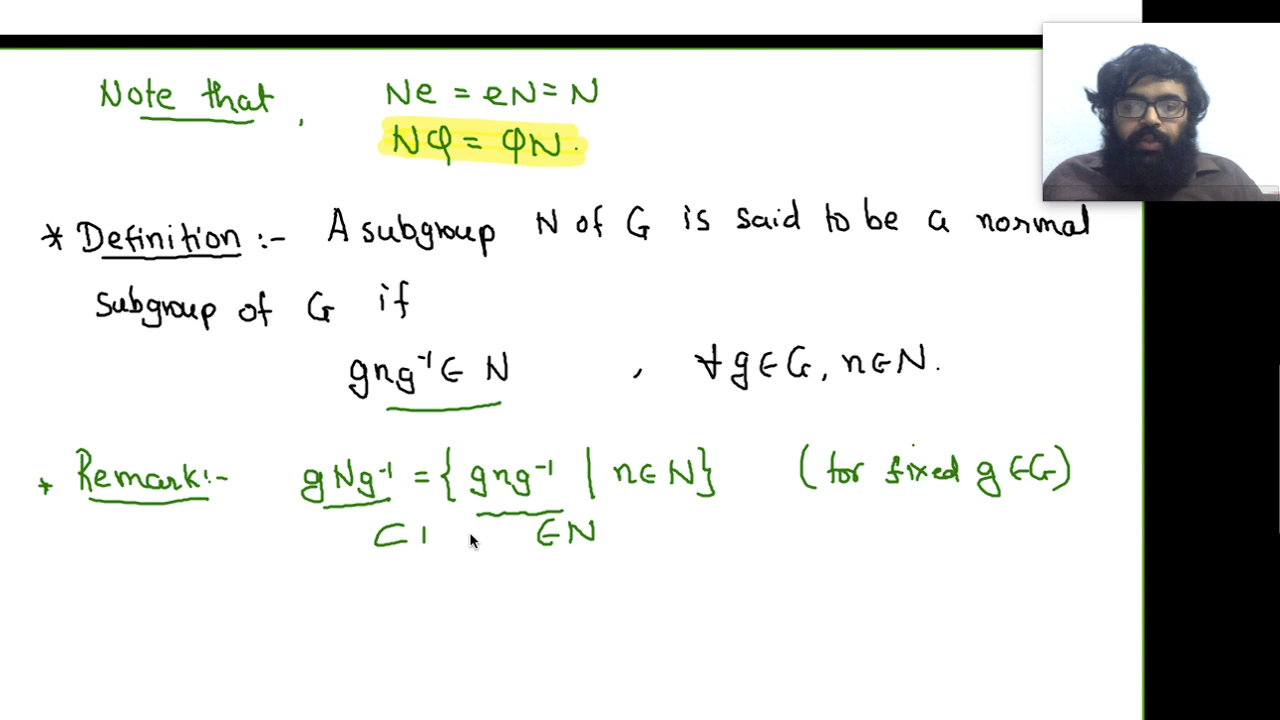 Note that, Ne = eN = N
Nφ = φN.
* Definition :- A subgroup N of G is said to be a normal
subgroup of G if
gng⁻¹ ∈ N , ∀ g ∈ G, n ∈ N.
* Remark :- gNg⁻¹ = { gng⁻¹ | n ∈ N} (for fixed g ∈ G)
⊂ ∈ N